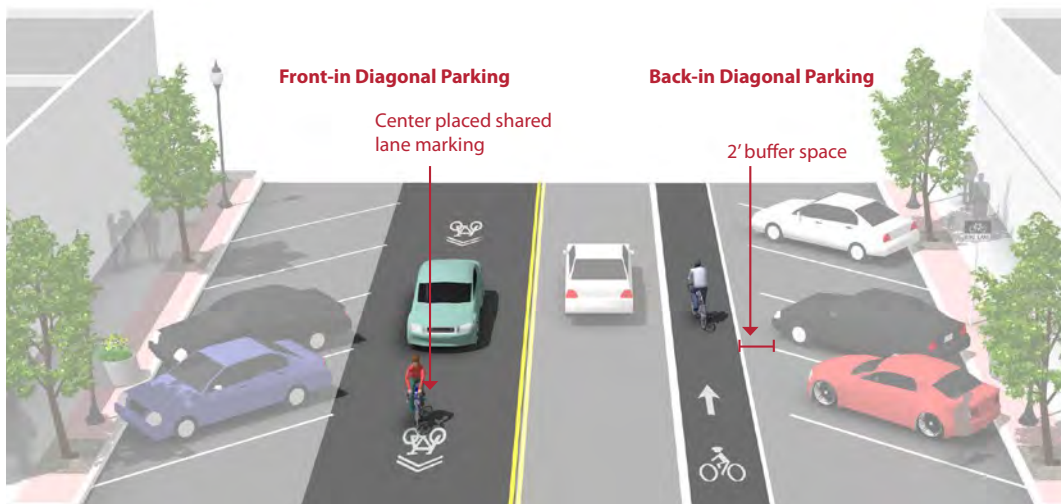 Front-in Diagonal Parking
Back-in Diagonal Parking
Center placed shared
lane marking
2’ buffer space